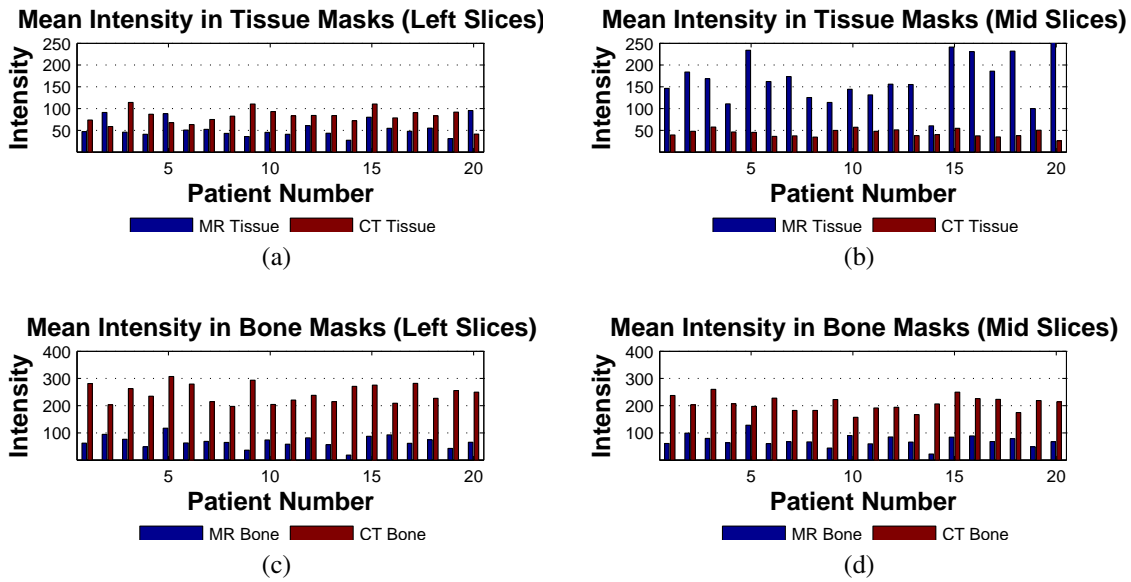 Mean Intensity in Tissue Masks (Left Slices)
250
200
150
100
50
Intensity
5 10 15 20
Patient Number
MR Tissue CT Tissue
(a)
Mean Intensity in Tissue Masks (Mid Slices)
250
200
150
100
50
Intensity
5 10 15 20
Patient Number
MR Tissue CT Tissue
(b)
Mean Intensity in Bone Masks (Left Slices)
400
300
200
100
Intensity
5 10 15 20
Patient Number
MR Bone CT Bone
(c)
Mean Intensity in Bone Masks (Mid Slices)
400
300
200
100
Intensity
5 10 15 20
Patient Number
MR Bone CT Bone
(d)